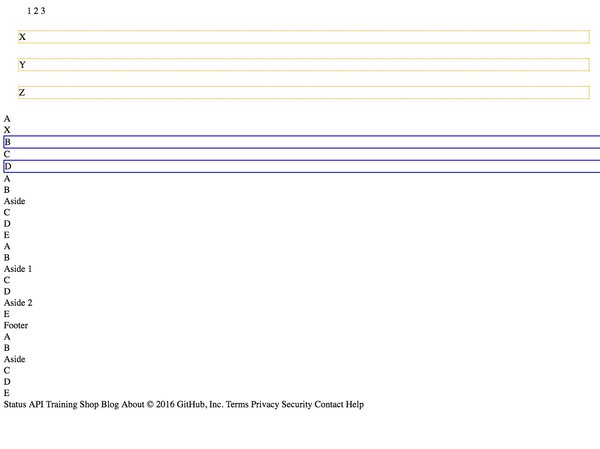 1 2 3
X
Y
Z
A
X
B
C
D
A
B
Aside
C
D
E
A
B
Aside 1
C
D
Aside 2
E
Footer
A
B
Aside
C
D
E
Status API Training Shop Blog About © 2016 GitHub, Inc. Terms Privacy Security Contact Help